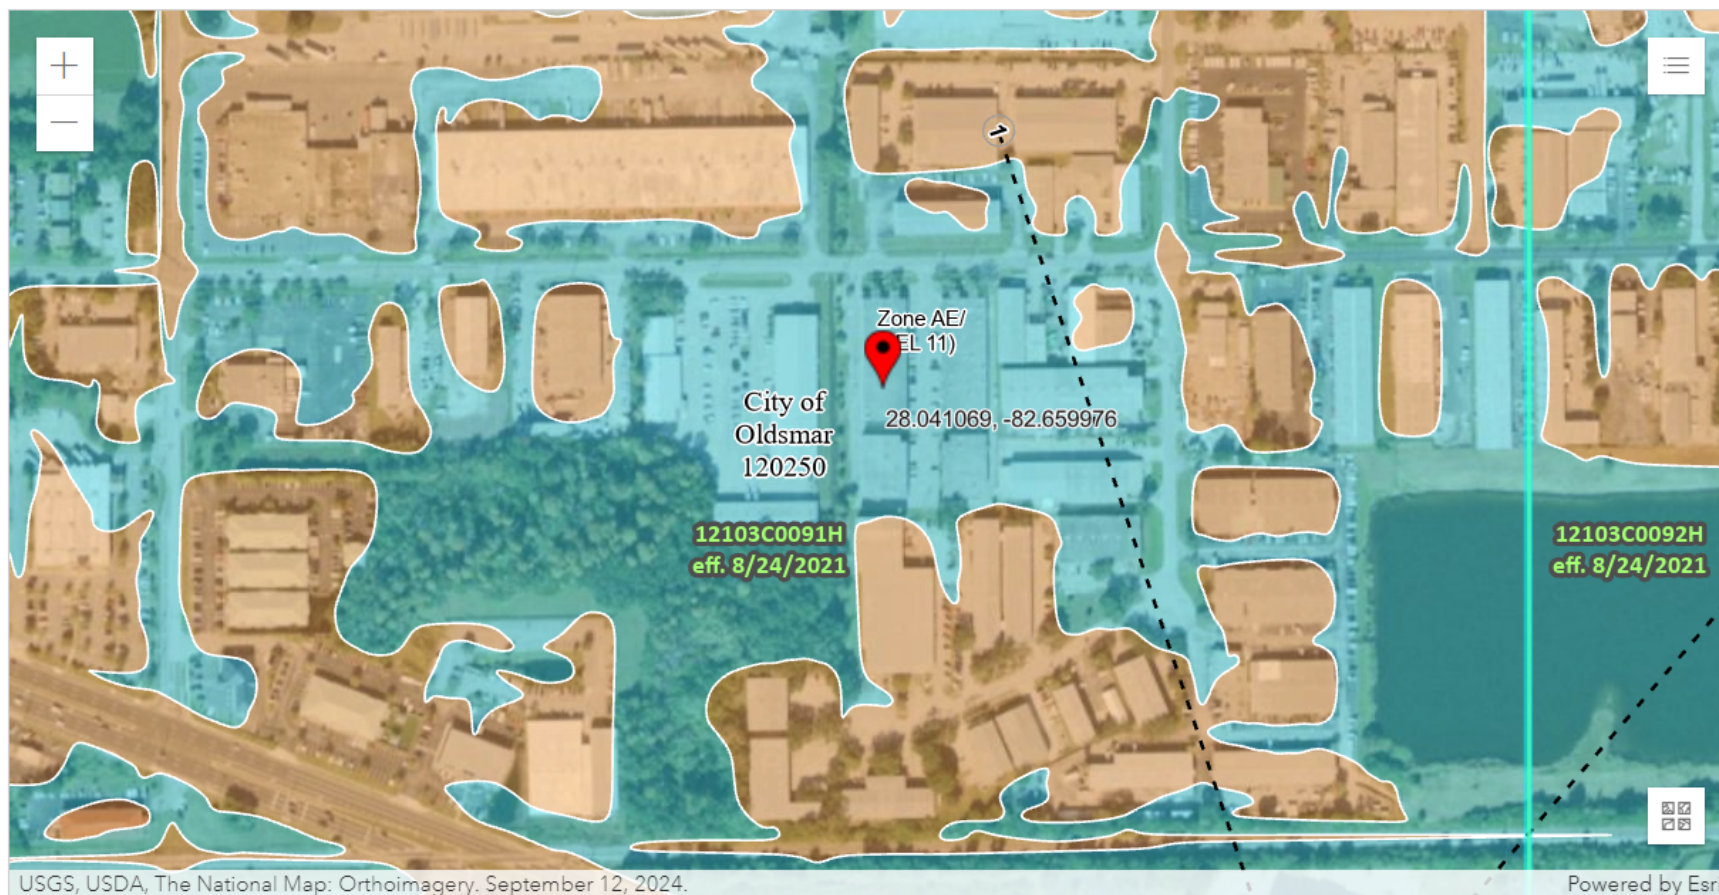 1
Zone AE/
EL 11)
28.041069, -82.659976
City of
Oldsmar
120250
12103C0091H
eff. 8/24/2021
12103C0092H
eff. 8/24/2021
USGS, USDA, The National Map: Orthoimagery. September 12, 2024.
Powered by Esr